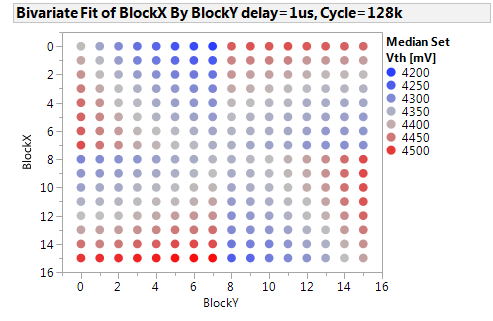 Bivariate Fit of BlockX By BlockY delay=1us, Cycle=128k
Median Set
Vth [mV]
4200
4250
4300
4350
4400
4450
4500
BlockX
0
2
4
6
8
10
12
14
16
0 2 4 6 8 10 12 14 16
BlockY